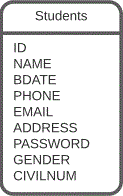 Students
ID
NAME
BDATE
PHONE
EMAIL
ADDRESS
PASSWORD
GENDER
CIVILNUM